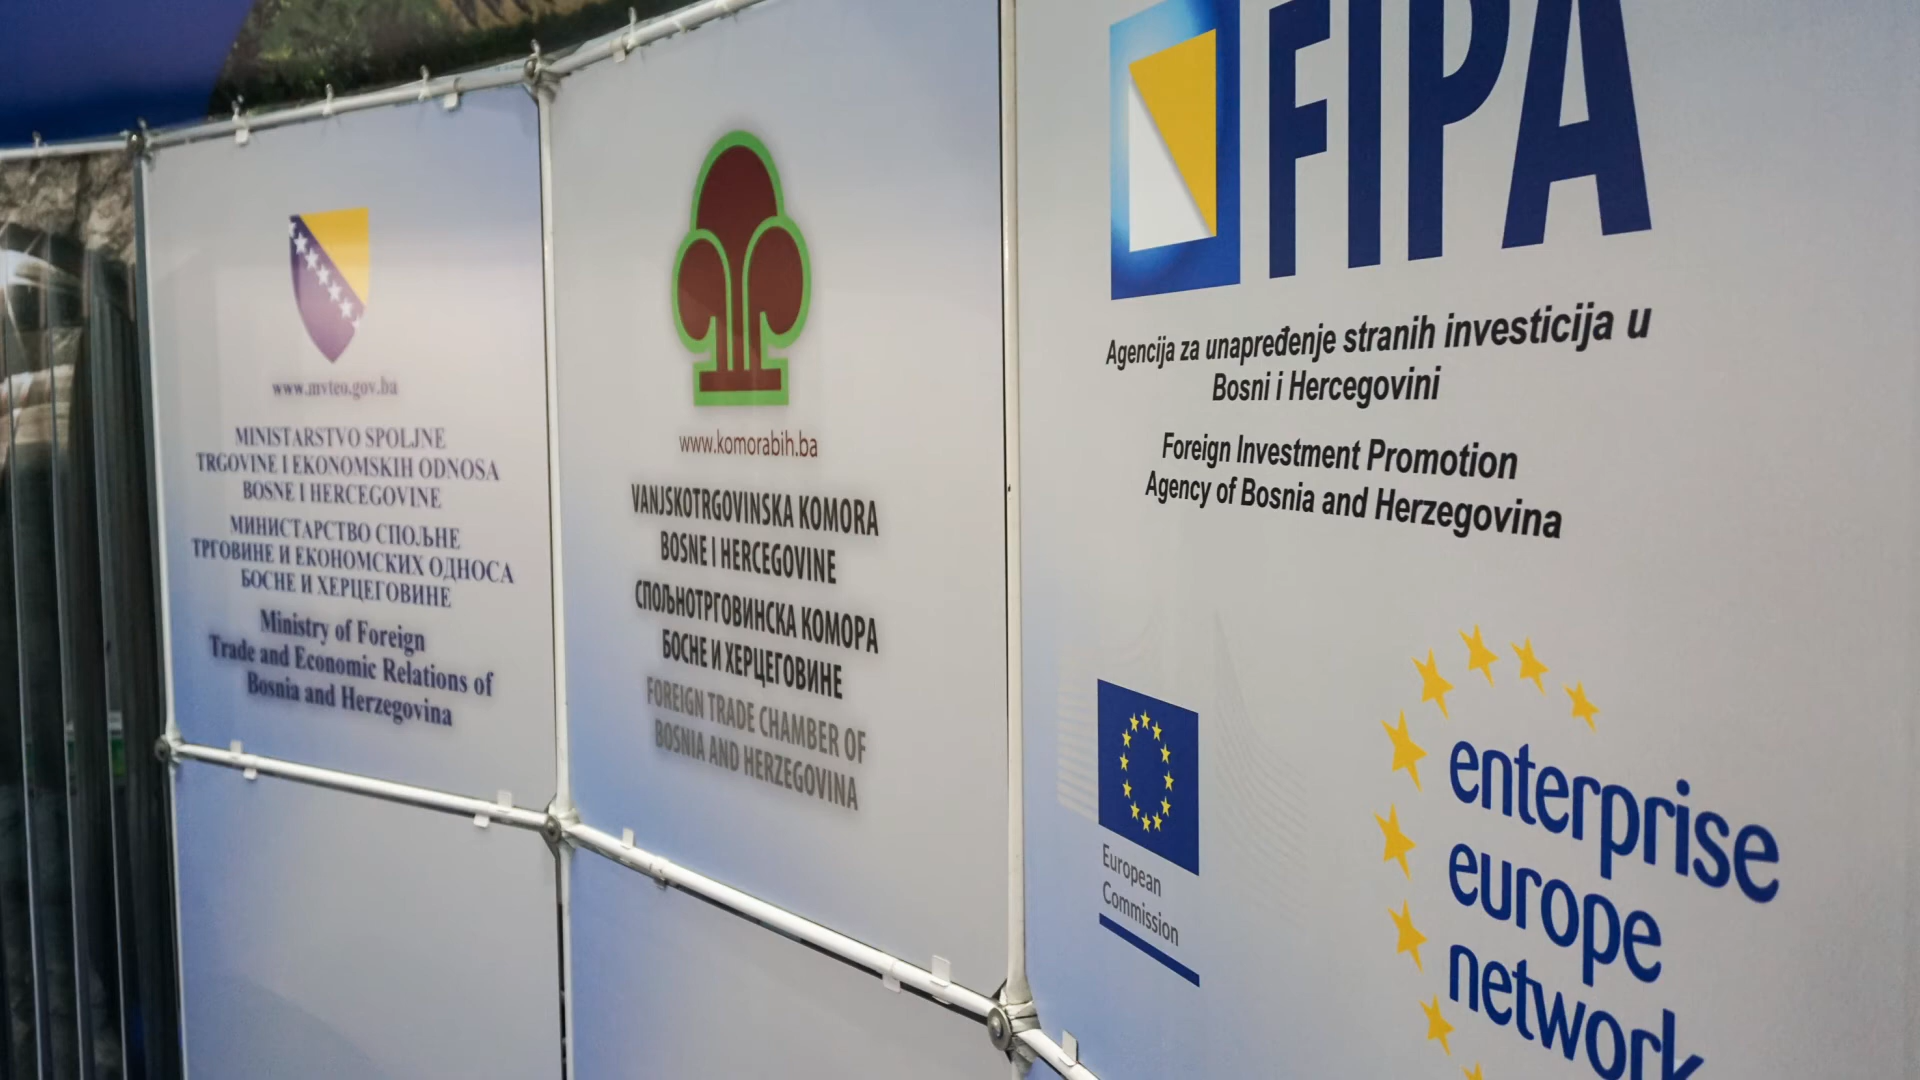 www.mvteo.gov.ba
MINISTARSTVO SPOLJNE
TRGOVINE I EKONOMSKIH ODNOSA
BOSNE I HERCEGOVINE
МИНИСТАРСТВО СПОЉНЕ
ТРГОВИНЕ И ЕКОНОМСКИХ ОДНОСА
БОСНЕ И ХЕРЦЕГОВИНЕ
Ministry of Foreign
Trade and Economic Relations of
Bosnia and Herzegovina
www.komorabih.ba
VANJSKOTRGOVINSKA KOMORA
BOSNE I HERCEGOVINE
СПОЉНОТРГОВИНСКА КОМОРА
БОСНЕ И ХЕРЦЕГОВИНЕ
FOREIGN TRADE CHAMBER OF
BOSNIA AND HERZEGOVINA
FIPA
Agencija za unapređenje stranih investicija u
Bosni i Hercegovini
Foreign Investment Promotion
Agency of Bosnia and Herzegovina
European
Commission
enterprise
europe
network